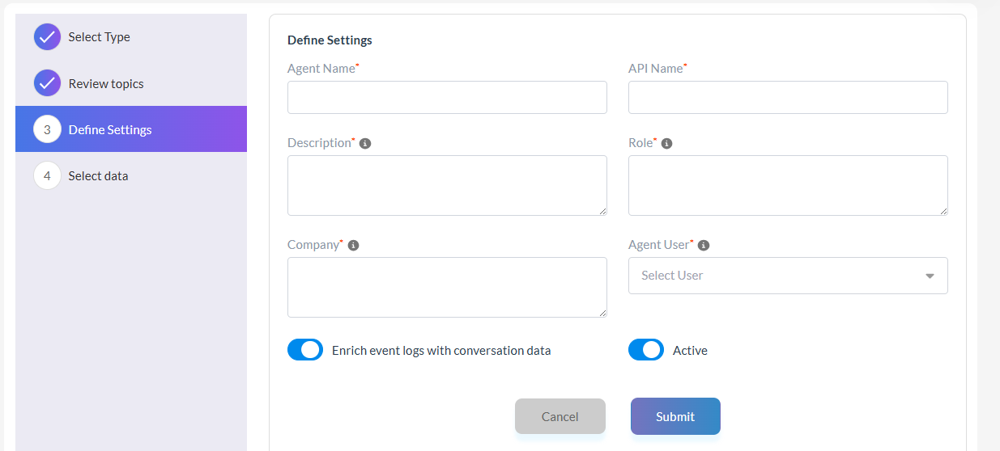 Select Type
Review topics
3 Define Settings
4 Select data
Define Settings
Agent Name* API Name*
Description* Role*
Company* Agent User*
Select User
Enrich event logs with conversation data Active
Cancel Submit